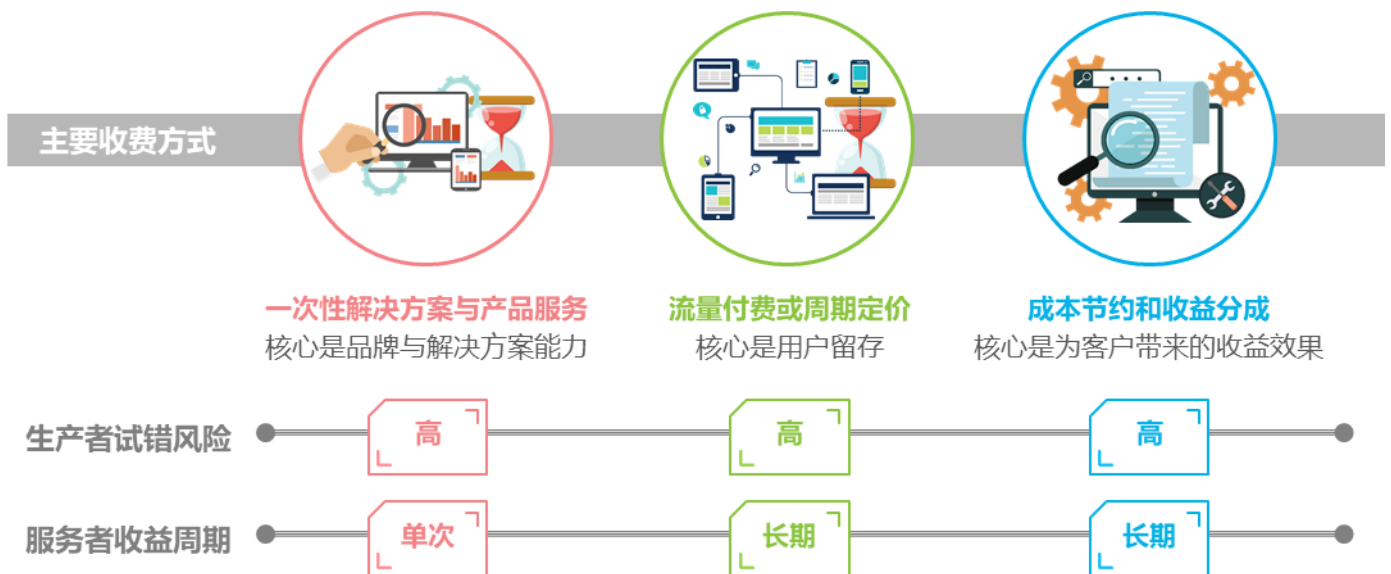 主要收费方式
一次性解决方案与产品服务
核心是品牌与解决方案能力
流量付费或周期定价
核心是用户留存
成本节约和收益分成
核心是为客户带来的收益效果
生产者试错风险 高 高 高
服务者收益周期 单次 长期 长期